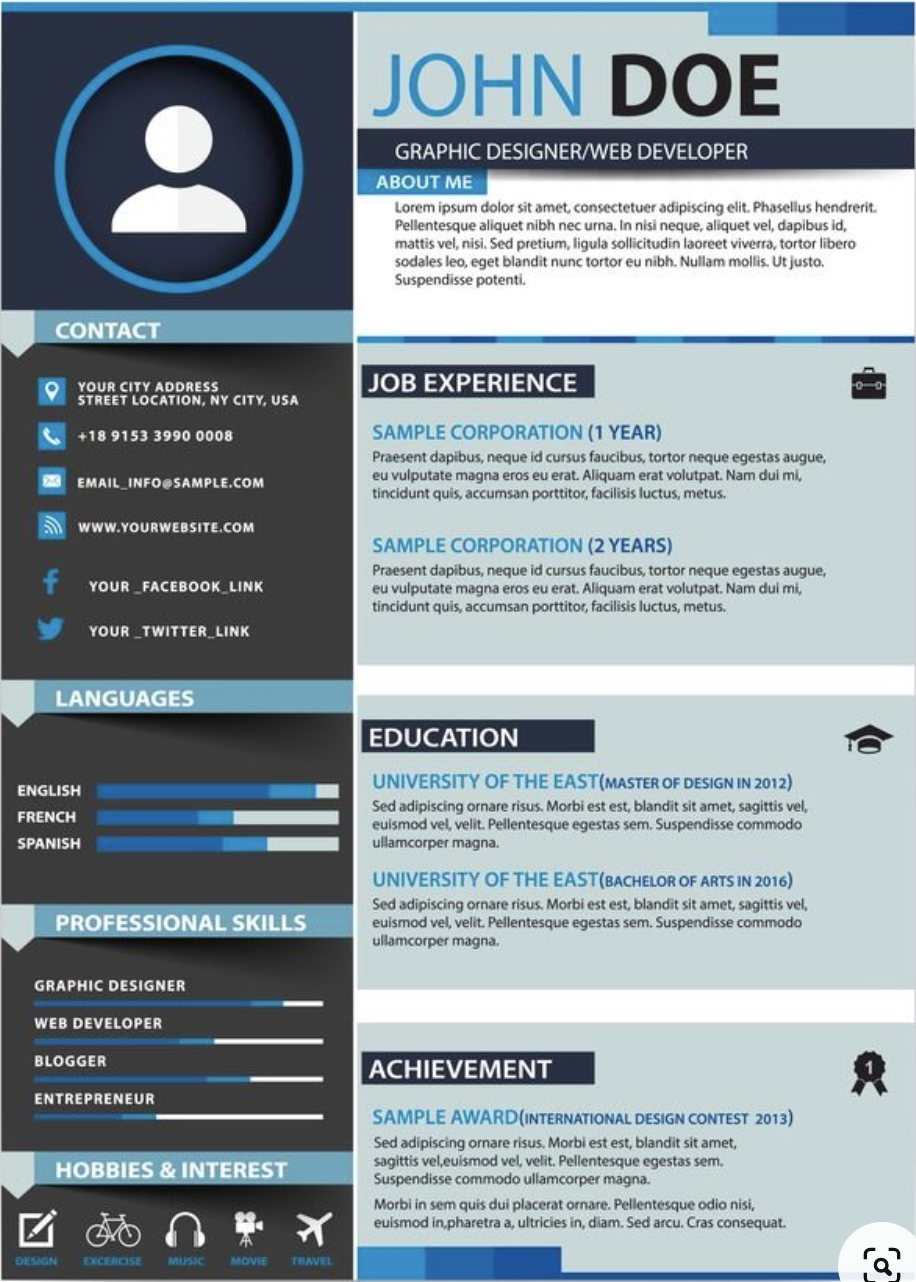 JOHN DOE
GRAPHIC DESIGNER/WEB DEVELOPER
ABOUT ME
Lorem ipsum dolor sit amet, consectetuer adipiscing elit. Phasellus hendrerit.
Pellentesque aliquet nibh nec urna. In nisi neque, aliquet vel, dapibus id,
mattis vel, nisi. Sed pretium, ligula sollicitudin laoreet viverra, tortor libero
sodales leo, eget blandit nunc tortor eu nibh. Nullam mollis. Ut justo.
Suspendisse potenti.
CONTACT
YOUR CITY ADDRESS
STREET LOCATION, NY CITY, USA
+18 9153 3990 0008
EMAIL_INFO@SAMPLE.COM
WWW.YOURWEBSITE.COM
YOUR _FACEBOOK_LINK
YOUR _TWITTER_LINK
LANGUAGES
ENGLISH
FRENCH
SPANISH
PROFESSIONAL SKILLS
GRAPHIC DESIGNER
WEB DEVELOPER
BLOGGER
ENTREPRENEUR
HOBBIES & INTEREST
DESIGN EXCERCISE MUSIC MOVIE TRAVEL
JOB EXPERIENCE
SAMPLE CORPORATION (1 YEAR)
Praesent dapibus, neque id cursus faucibus, tortor neque egestas augue,
eu vulputate magna eros eu erat. Aliquam erat volutpat. Nam dui mi,
tincidunt quis, accumsan porttitor, facilisis luctus, metus.
SAMPLE CORPORATION (2 YEARS)
Praesent dapibus, neque id cursus faucibus, tortor neque egestas augue,
eu vulputate magna eros eu erat. Aliquam erat volutpat. Nam dui mi,
tincidunt quis, accumsan porttitor, facilisis luctus, metus.
EDUCATION
UNIVERSITY OF THE EAST(MASTER OF DESIGN IN 2012)
Sed adipiscing ornare risus. Morbi est est, blandit sit amet, sagittis vel,
euismod vel, velit. Pellentesque egestas sem. Suspendisse commodo
ullamcorper magna.
UNIVERSITY OF THE EAST(BACHELOR OF ARTS IN 2016)
Sed adipiscing ornare risus. Morbi est est, blandit sit amet, sagittis vel,
euismod vel, velit. Pellentesque egestas sem. Suspendisse commodo
ullamcorper magna.
ACHIEVEMENT
1
SAMPLE AWARD(INTERNATIONAL DESIGN CONTEST 2013)
Sed adipiscing ornare risus. Morbi est est, blandit sit amet,
sagittis vel,euismod vel, velit. Pellentesque egestas sem.
Suspendisse commodo ullamcorper magna.
Morbi in sem quis dui placerat ornare. Pellentesque odio nisi,
euismod in,pharetra a, ultricies in, diam. Sed arcu. Cras consequat.